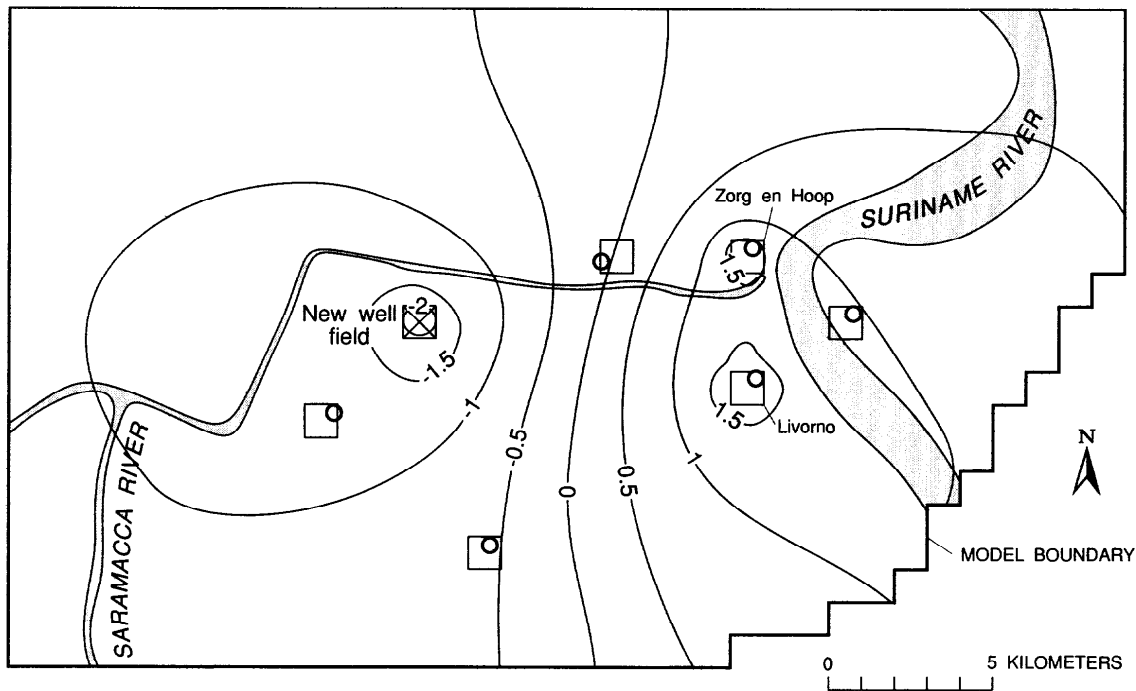 Zorg en Hoop
SURINAME RIVER
1.5
New well
field
-2
-1.5
-1
-0.5
0
0.5
1
1.5
Livorno
SARAMACCA RIVER
N
MODEL BOUNDARY
0 5 KILOMETERS